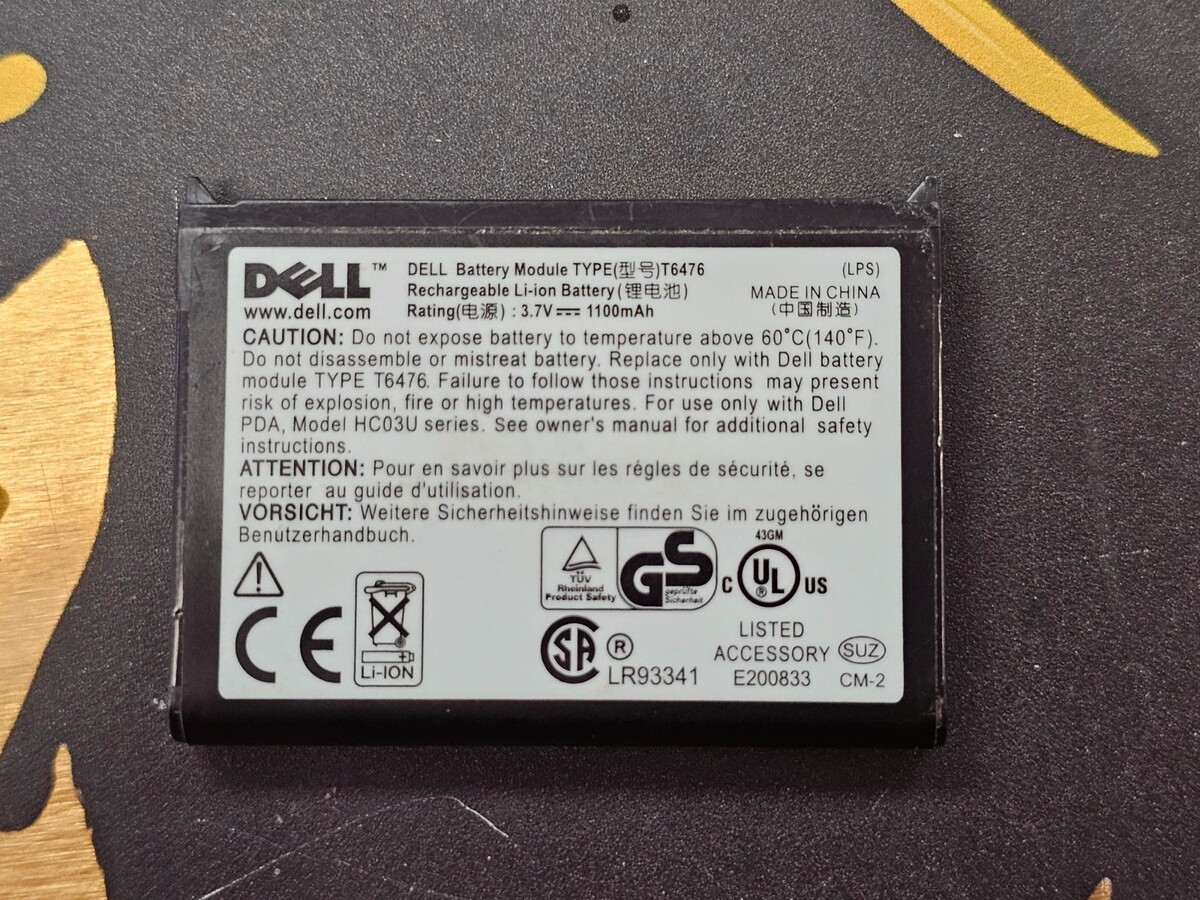 DELL™
www.dell.com
DELL Battery Module TYPE(型号)T6476
Rechargeable Li-ion Battery(锂电池)
Rating(电源) : 3.7V⎓ 1100mAh
(LPS)
MADE IN CHINA
(中国制造)
CAUTION: Do not expose battery to temperature above 60°C(140°F).
Do not disassemble or mistreat battery. Replace only with Dell battery
module TYPE T6476. Failure to follow those instructions may present
risk of explosion, fire or high temperatures. For use only with Dell
PDA, Model HC03U series. See owner's manual for additional safety
instructions.
ATTENTION: Pour en savoir plus sur les régles de sécurité, se
reporter au guide d'utilisation.
VORSICHT: Weitere Sicherheitshinweise finden Sie im zugehörigen
Benutzerhandbuch.
CE
Li-ION
TÜV
Rheinland
Product Safety
GS
geprüfte
Sicherheit
43GM
C UL® US
LISTED
ACCESSORY
E200833
SA ®
LR93341
SUZ
CM-2